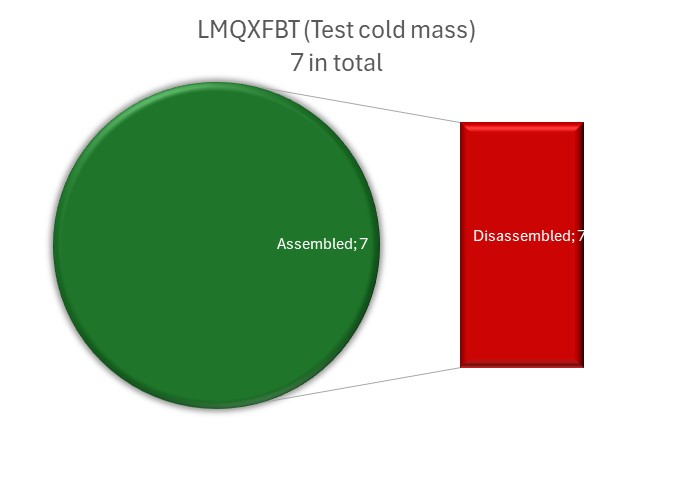 LMQXFBT (Test cold mass)
7 in total
Assembled; 7
Disassembled; 7